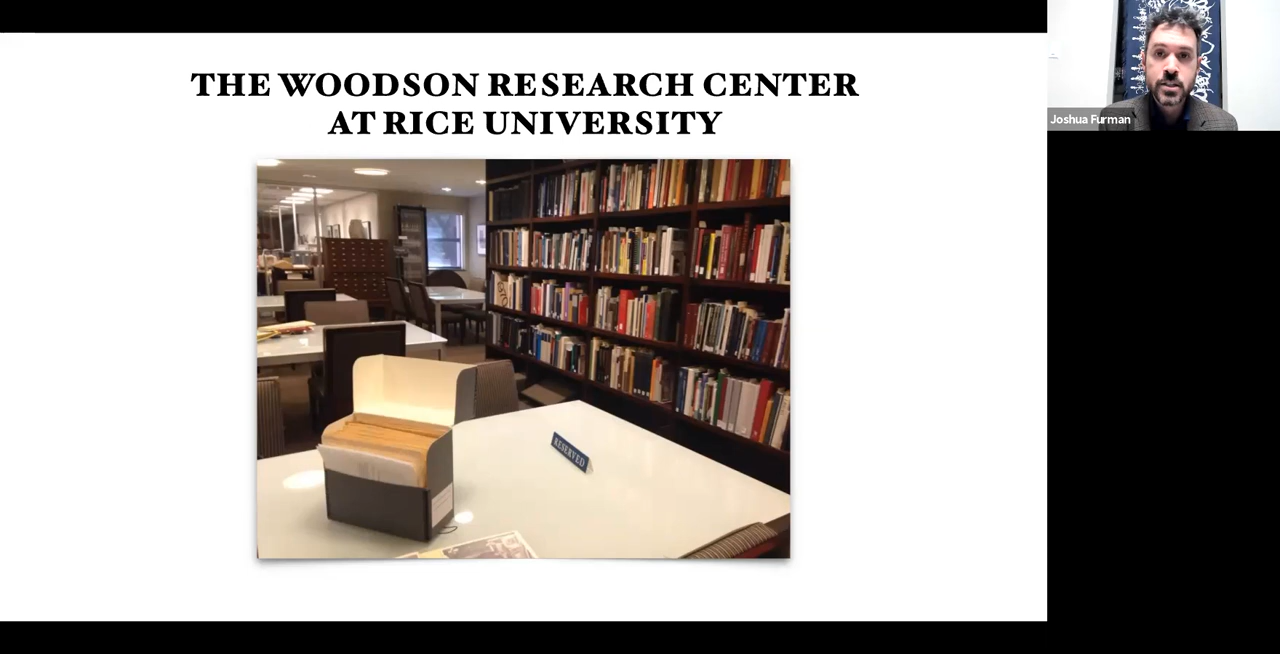 THE WOODSON RESEARCH CENTER
AT RICE UNIVERSITY
Joshua Furman
RESERVED